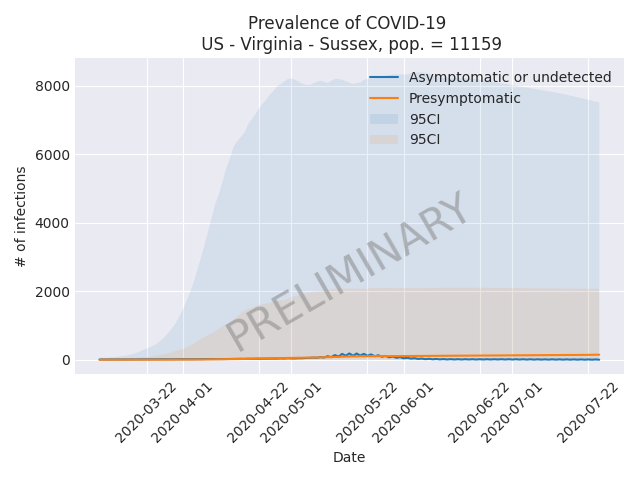 Prevalence of COVID-19
US - Virginia - Sussex, pop. = 11159
Asymptomatic or undetected
Presymptomatic
95CI
95CI
# of infections
8000
6000
4000
2000
0
PRELIMINARY
2020-03-22
2020-04-01
2020-04-22
2020-05-01
2020-05-22
2020-06-01
2020-06-22
2020-07-01
2020-07-22
Date